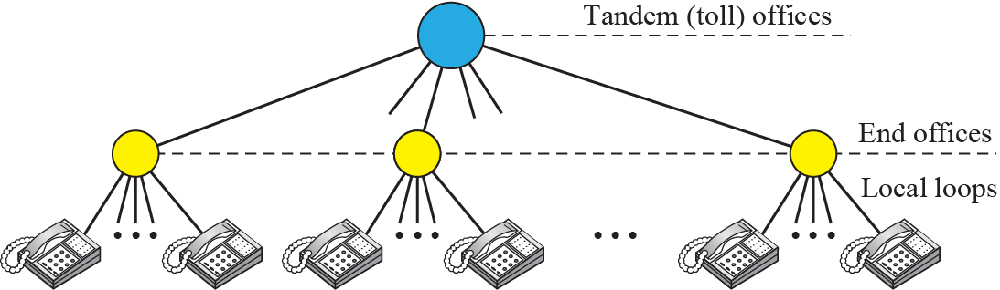 Tandem (toll) offices
End offices
Local loops